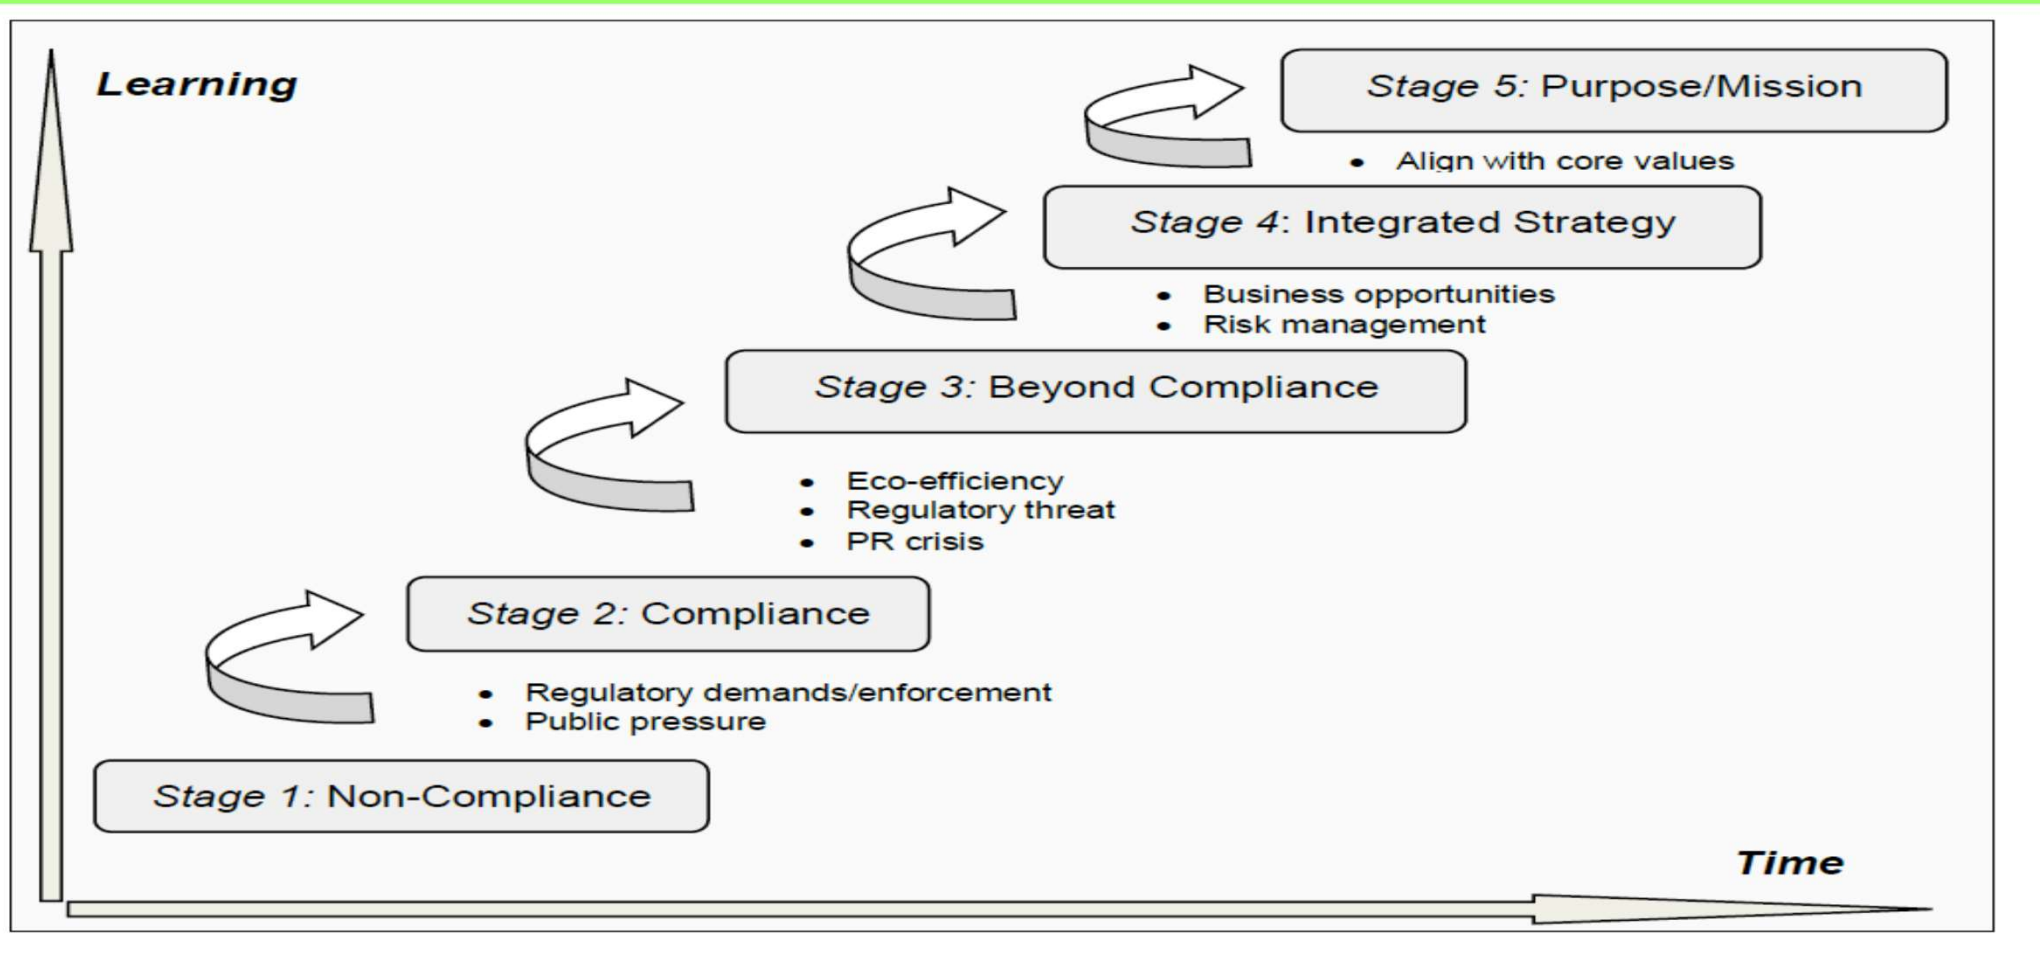 Learning
Stage 5: Purpose/Mission
• Align with core values
Stage 4: Integrated Strategy
• Business opportunities
• Risk management
Stage 3: Beyond Compliance
• Eco-efficiency
• Regulatory threat
• PR crisis
Stage 2: Compliance
• Regulatory demands/enforcement
• Public pressure
Stage 1: Non-Compliance
Time